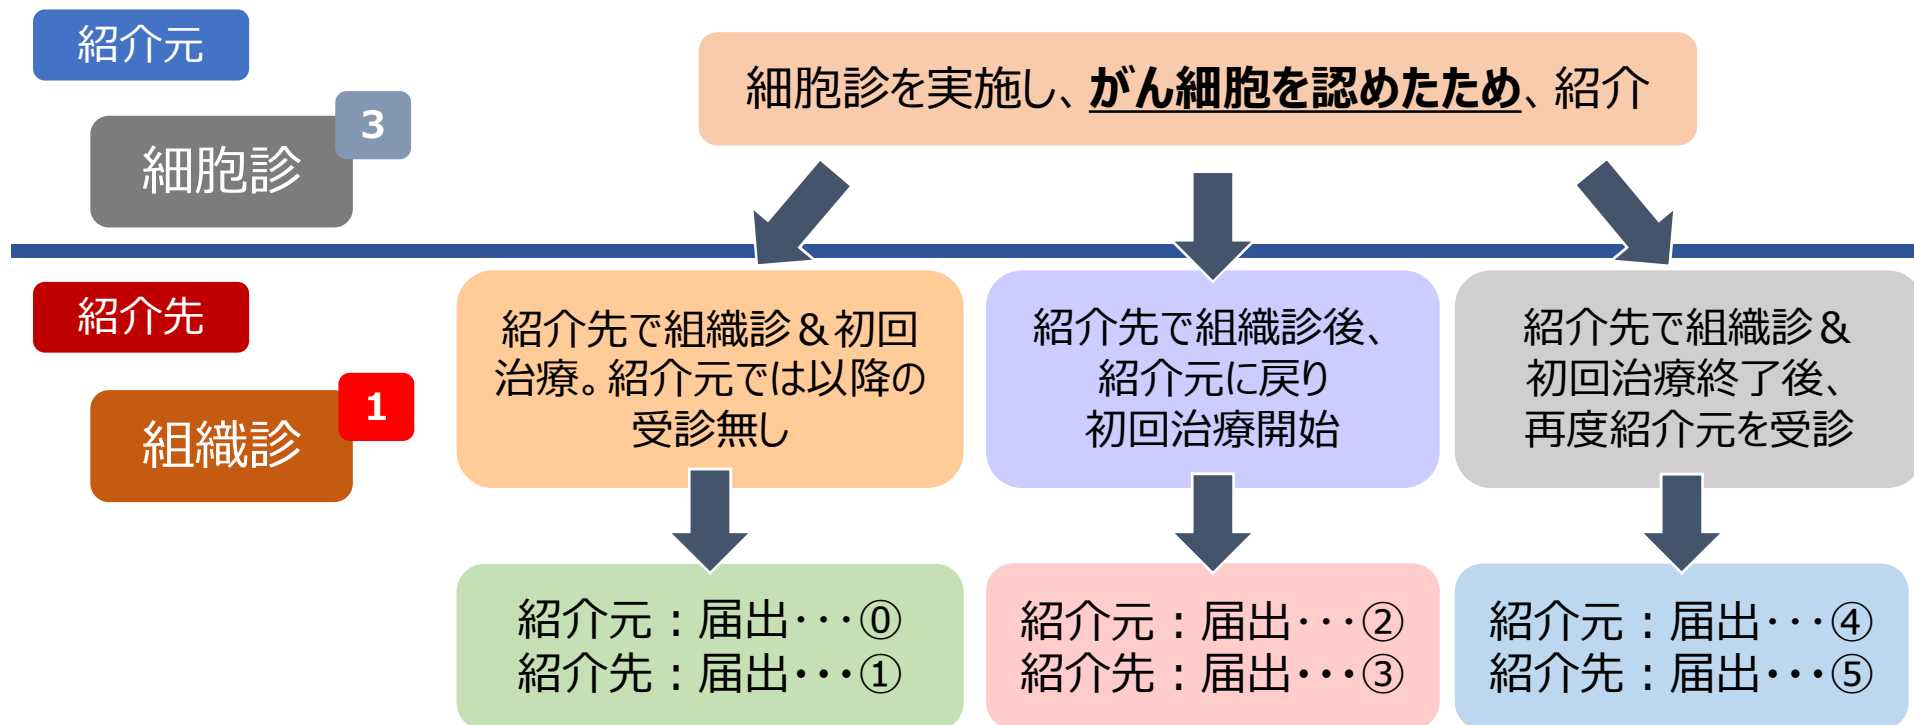 紹介元
細胞診を実施し、がん細胞を認めたため、紹介
3
細胞診
紹介先
1
組織診
紹介先で組織診＆初回
治療。紹介元では以降の
受診無し
紹介先で組織診後、
紹介元に戻り
初回治療開始
紹介先で組織診＆
初回治療終了後、
再度紹介元を受診
紹介元：届出・・・⓪
紹介先：届出・・・①
紹介元：届出・・・②
紹介先：届出・・・③
紹介元：届出・・・④
紹介先：届出・・・⑤